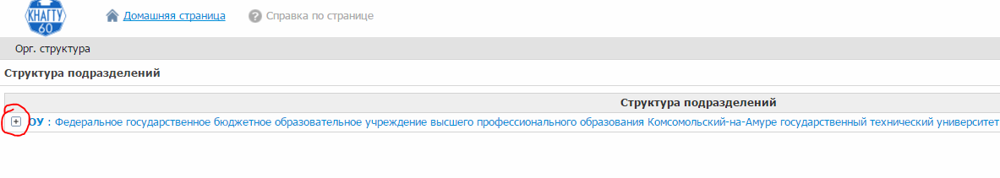 КНАГТУ
60
Домашняя страница
? Справка по странице
Орг. структура
Структура подразделений
Структура подразделений
ОУ : Федеральное государственное бюджетное образовательное учреждение высшего профессионального образования Комсомольский-на-Амуре государственный технический университет